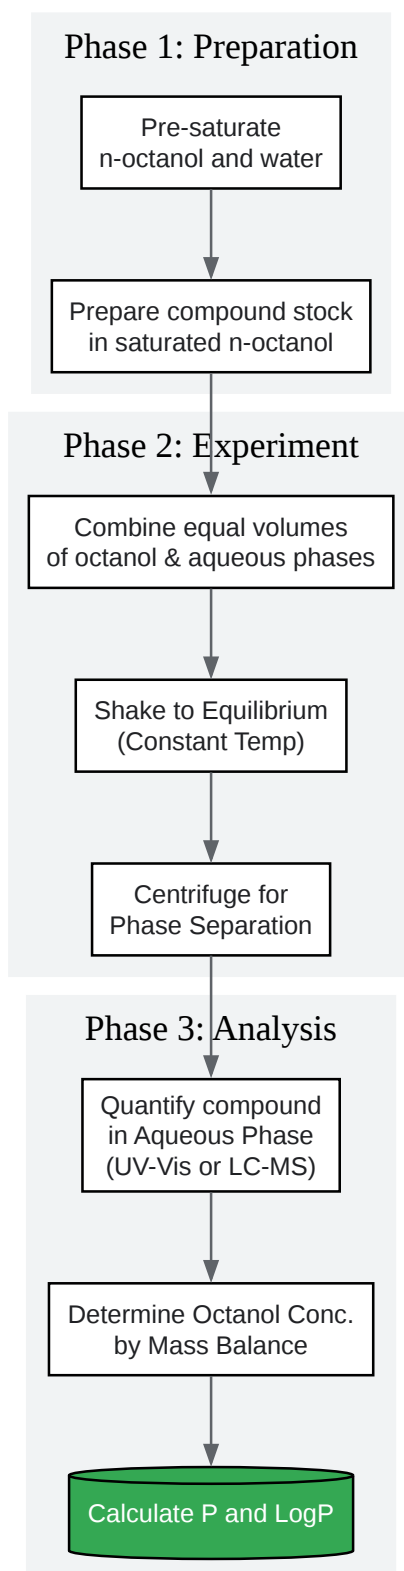 Phase 1: Preparation
Pre-saturate
n-octanol and water
Prepare compound stock
in saturated n-octanol
Phase 2: Experiment
Combine equal volumes
of octanol & aqueous phases
Shake to Equilibrium
(Constant Temp)
Centrifuge for
Phase Separation
Phase 3: Analysis
Quantify compound
in Aqueous Phase
(UV-Vis or LC-MS)
Determine Octanol Conc.
by Mass Balance
Calculate P and LogP